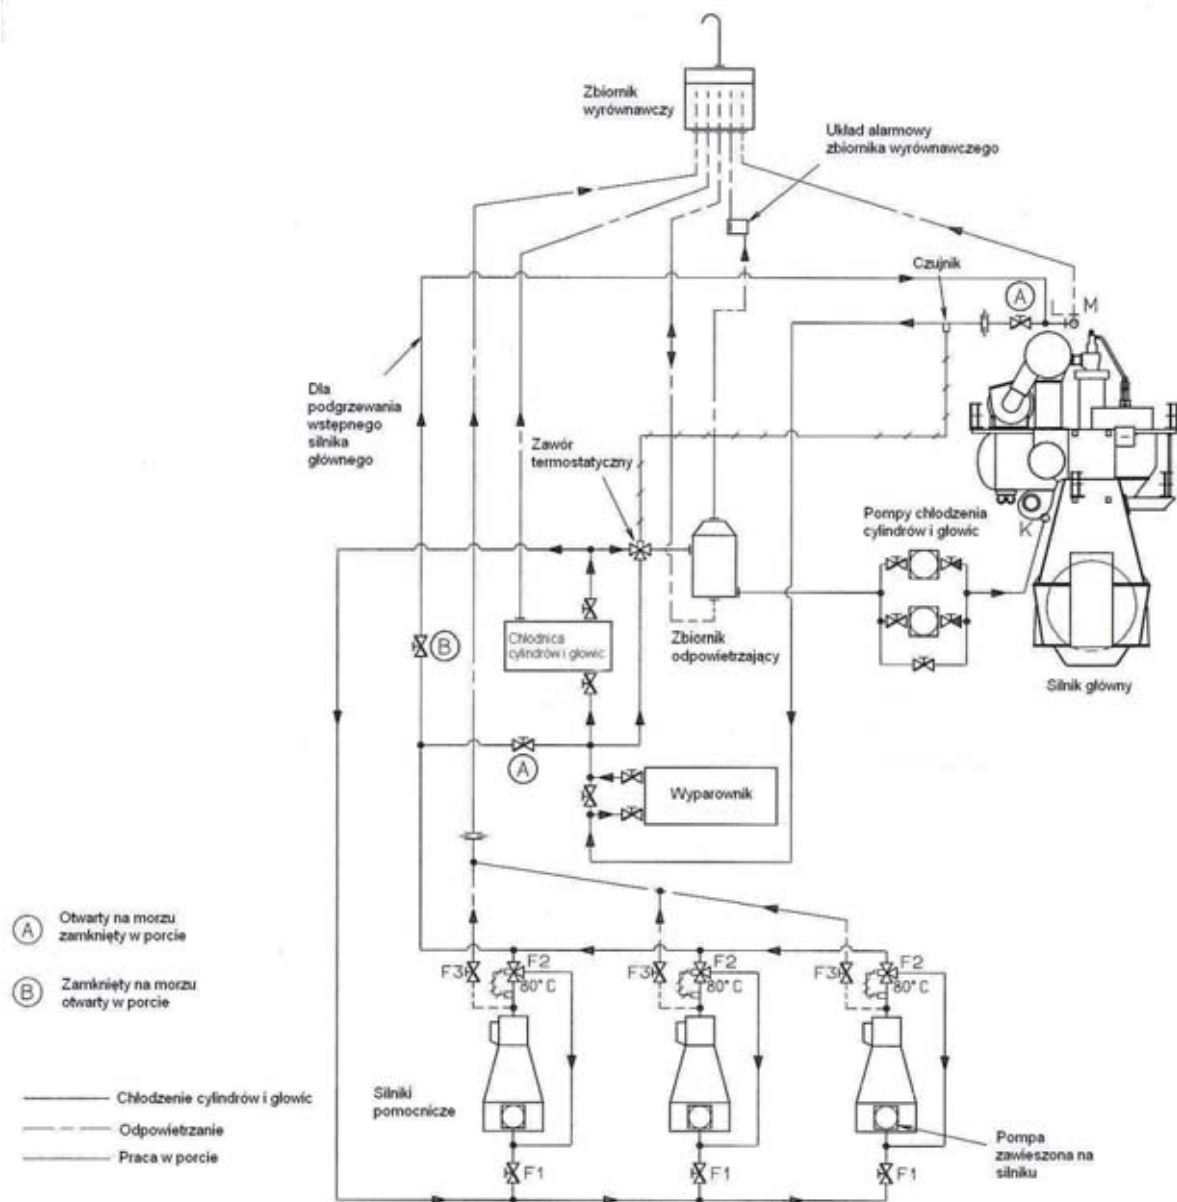 Zbiornik
wyrównawczy
Układ alarmowy
zbiornika wyrównawczego
Czujnik
A
L
M
Dla
podgrzewania
wstępnego
silnika
głównego
Zawór
termostatyczny
Pompy chłodzenia
cylindrów i głowic
K
B
Chłodnica
cylindrów i głowic
Zbiornik
odpowietrzający
Silnik główny
A
Wyparownik
A
Otwarty na morzu
zamknięty w porcie
B
Zamknięty na morzu
otwarty w porcie
F3
F2
80° C
F3
F2
80° C
F3
F2
80° C
Silniki
pomocnicze
Chłodzenie cylindrów i głowic
Odpowietrzanie
Praca w porcie
Pompa
zawieszona na
silniku
F1
F1
F1